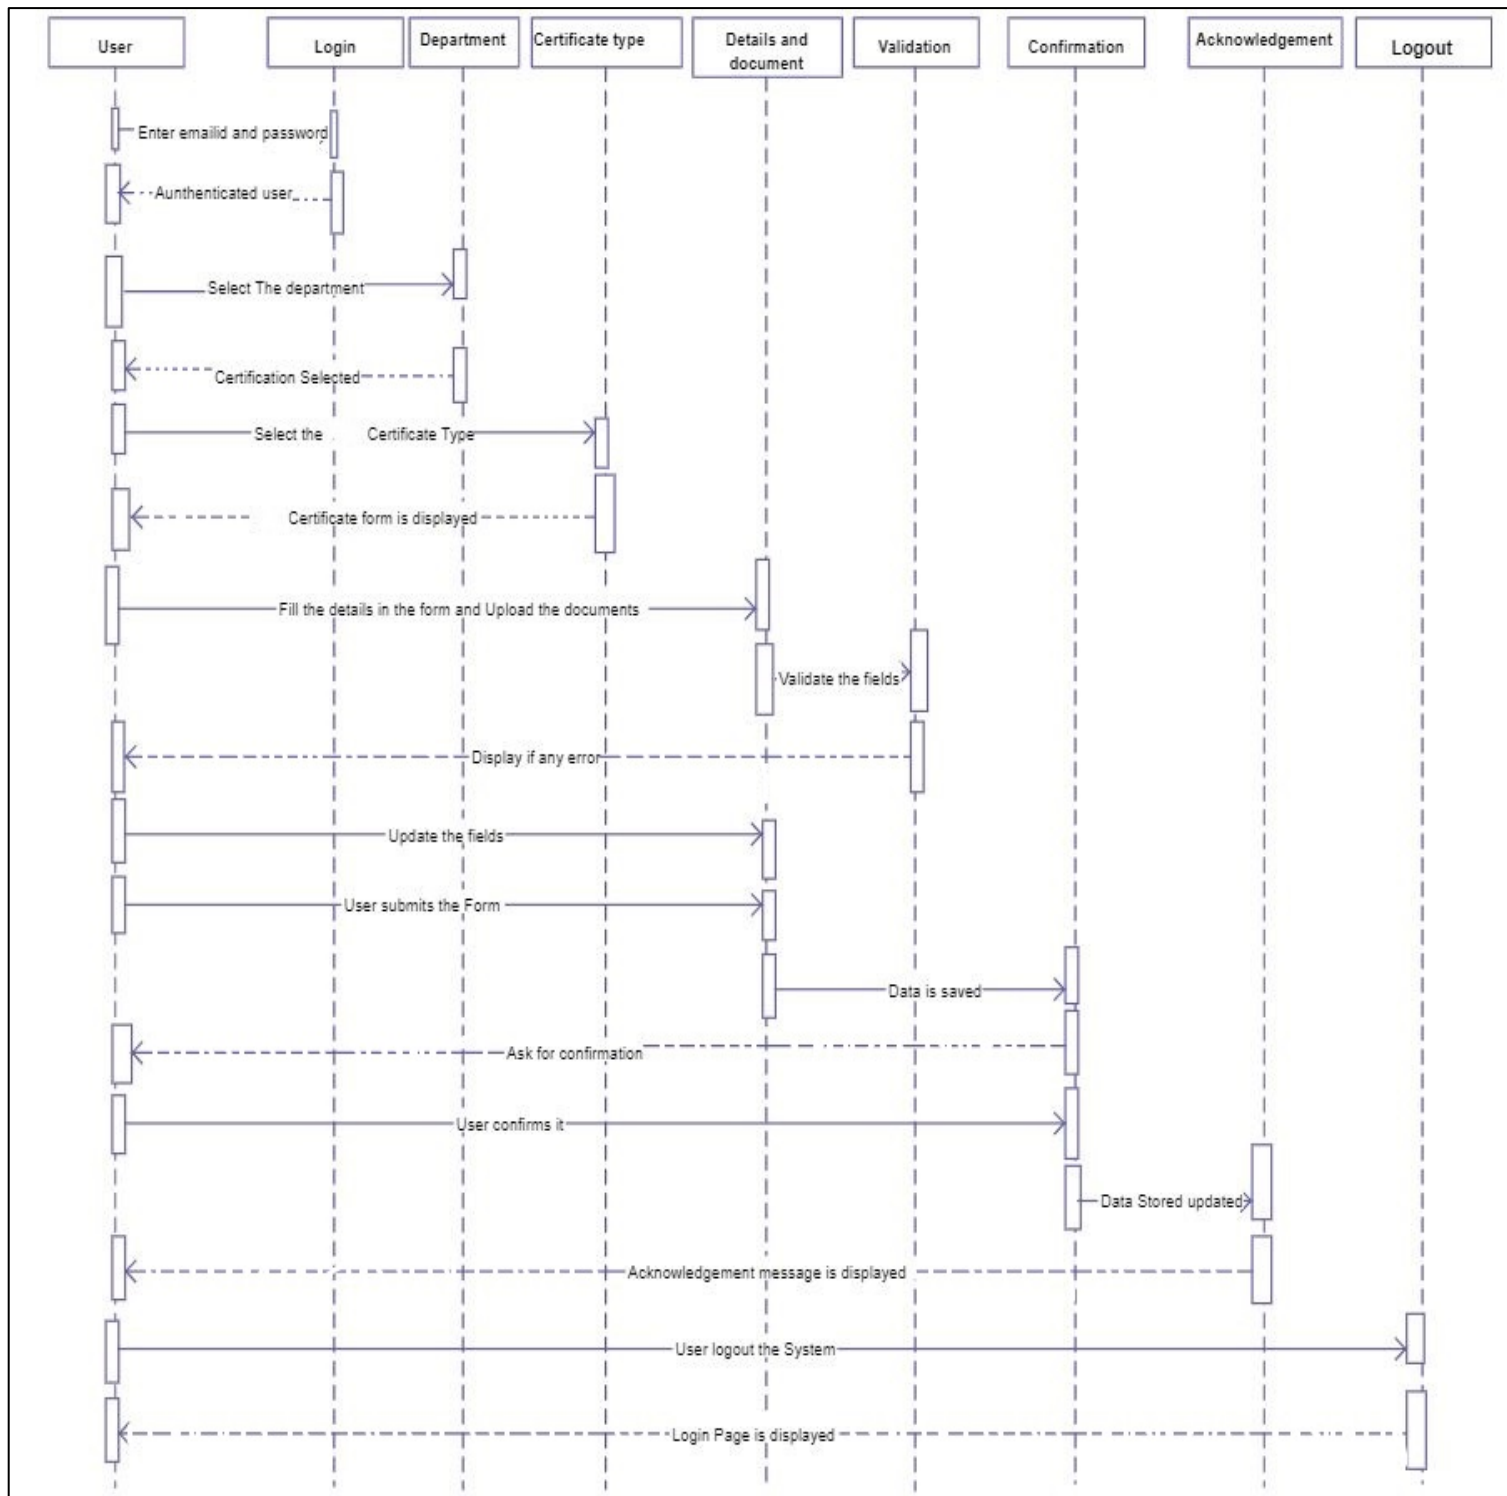 User
Login
Department
Certificate type
Details and
document
Validation
Confirmation
Acknowledgement
Logout
Enter emailid and password
Aunthenticated user
Select The department
Certification Selected
Select the Certificate Type
Certificate form is displayed
Fill the details in the form and Upload the documents
Validate the fields
Display if any error
Update the fields
User submits the Form
Data is saved
Ask for confirmation
User confirms it
Data Stored updated
Acknowledgement message is displayed
User logout the System
Login Page is displayed